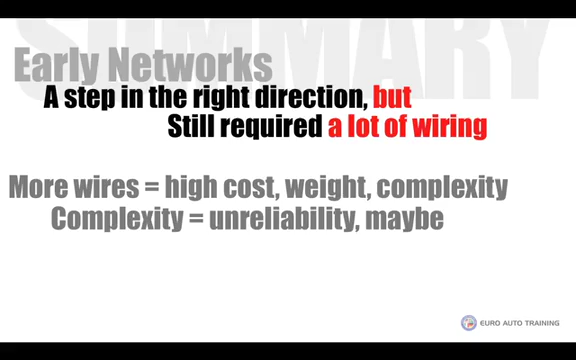 SUMMARY
Early Networks
A step in the right direction, but
Still required a lot of wiring
More wires = high cost, weight, complexity
Complexity = unreliability, maybe
EURO AUTO TRAINING